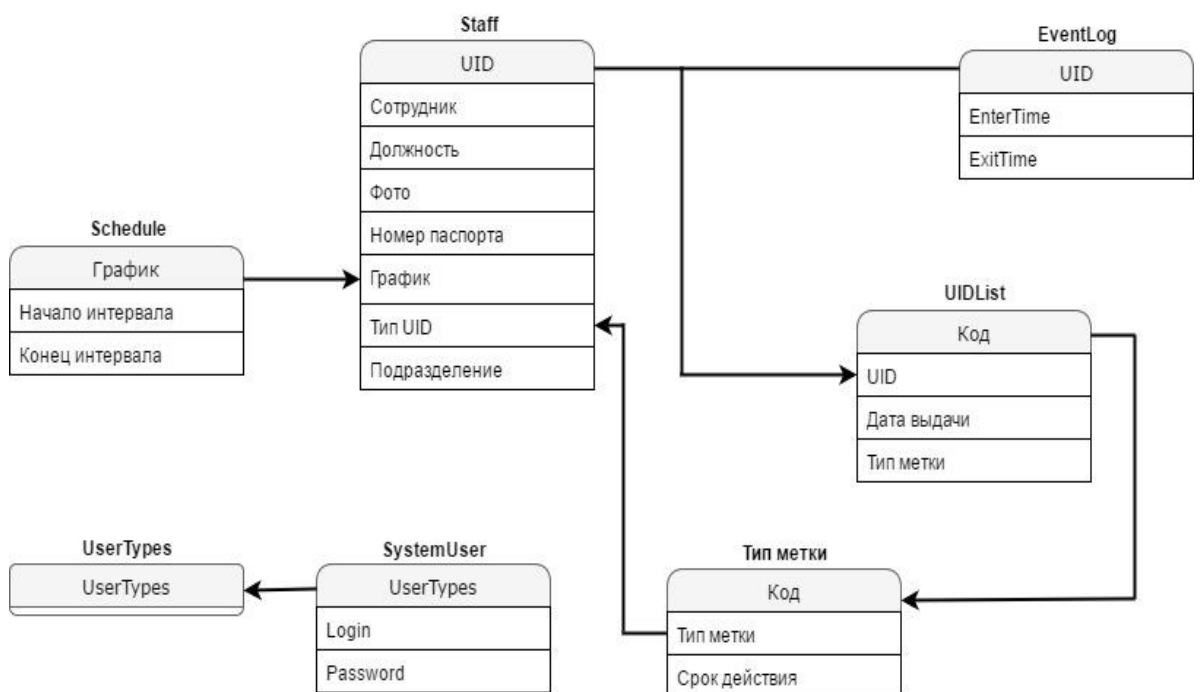 Staff
UID
Сотрудник
Должность
Фото
Номер паспорта
График
Тип UID
Подразделение
EventLog
UID
EnterTime
ExitTime
Schedule
График
Начало интервала
Конец интервала
UIDList
Код
UID
Дата выдачи
Тип метки
UserTypes
UserTypes
SystemUser
UserTypes
Login
Password
Тип метки
Код
Тип метки
Срок действия